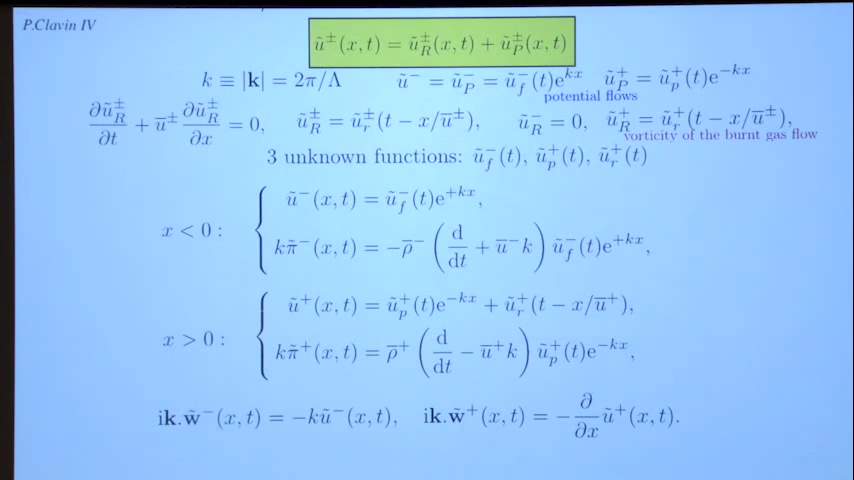 P.Clavin IV
ũ^±(x, t) = ũ_R^±(x, t) + ũ_P^±(x, t)
k ≡ |𝐤| = 2π/Λ ũ^− = ũ_P^− = ũ_f^−(t)e^{kx} ũ_P^+ = ũ_p^+(t)e^{−kx}
potential flows
∂ũ_R^±/∂t + u̅^± ∂ũ_R^±/∂x = 0, ũ_R^± = ũ_r^±(t − x/u̅^±), ũ_R^− = 0, ũ_R^+ = ũ_r^+(t − x/u̅^±),
vorticity of the burnt gas flow
3 unknown functions: ũ_f^−(t), ũ_p^+(t), ũ_r^+(t)
x < 0 : { ũ^−(x, t) = ũ_f^−(t)e^{+kx},
kπ̃^−(x, t) = −ρ̅^− (d/dt + u̅^−k) ũ_f^−(t)e^{+kx},
x > 0 : { ũ^+(x, t) = ũ_p^+(t)e^{−kx} + ũ_r^+(t − x/u̅^+),
kπ̃^+(x, t) = ρ̅^+ (d/dt − u̅^+k) ũ_p^+(t)e^{−kx},
i𝐤.𝐰̃^−(x, t) = −kũ^−(x, t), i𝐤.𝐰̃^+(x, t) = −∂/∂x ũ^+(x, t).